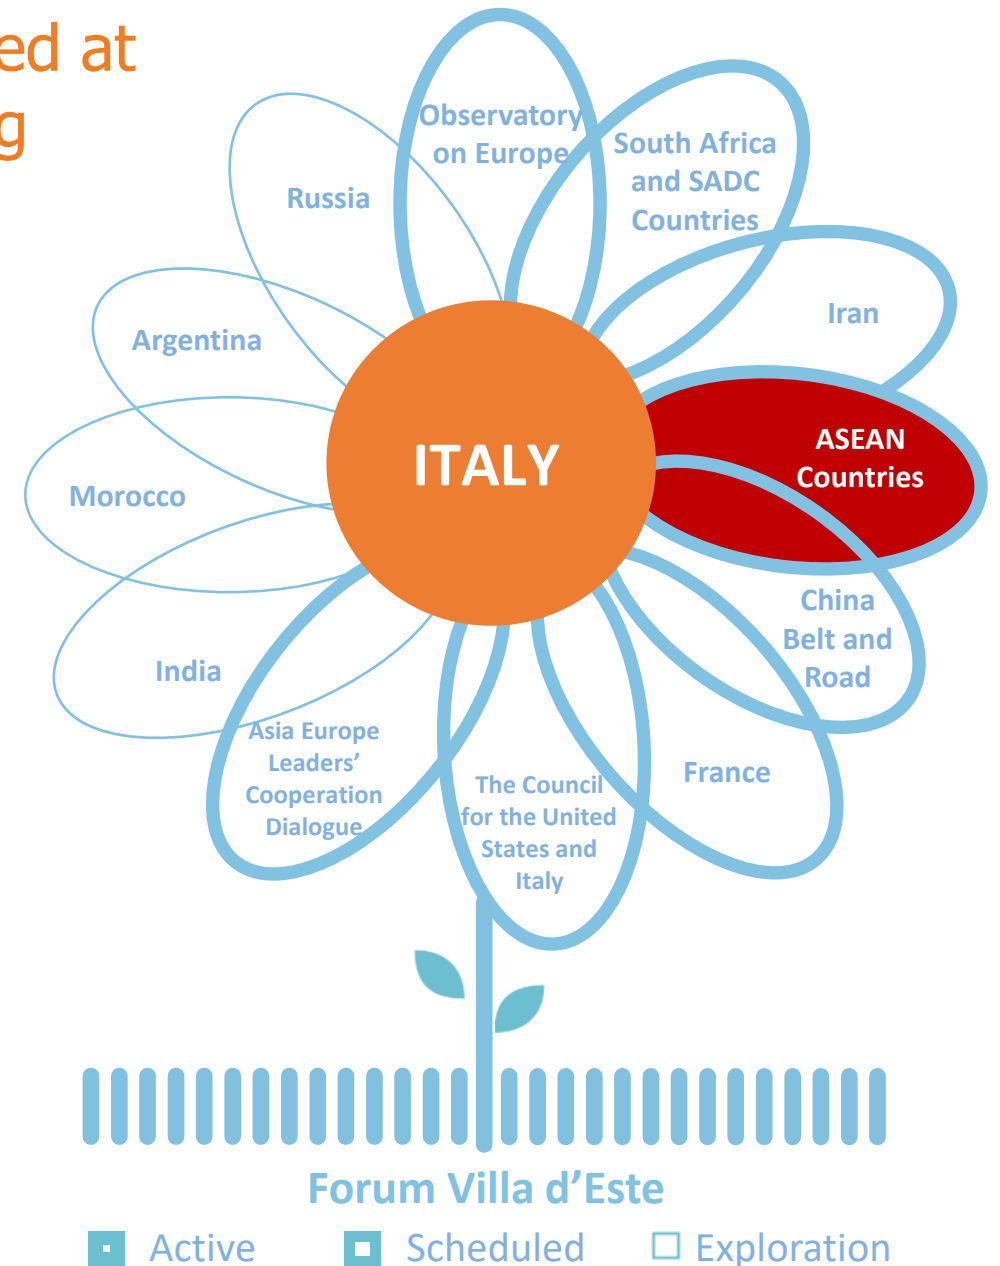 ed at
g
Observatory
on Europe
South Africa
and SADC
Countries
Russia
Iran
Argentina
ASEAN
Countries
ITALY
Morocco
China
Belt and
Road
India
Asia Europe
Leaders’
Cooperation
Dialogue
France
The Council
for the United
States and
Italy
Forum Villa d’Este
Active Scheduled Exploration